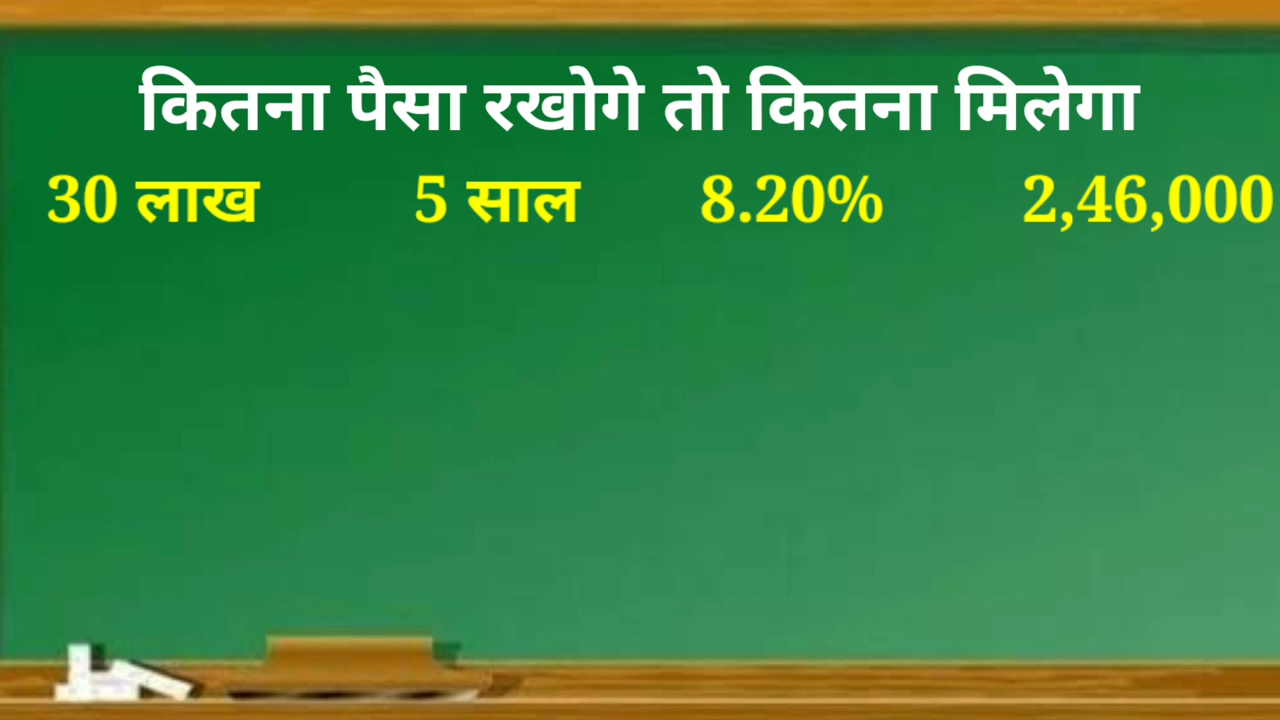 कितना पैसा रखोगे तो कितना मिलेगा
30 लाख 5 साल 8.20% 2,46,000